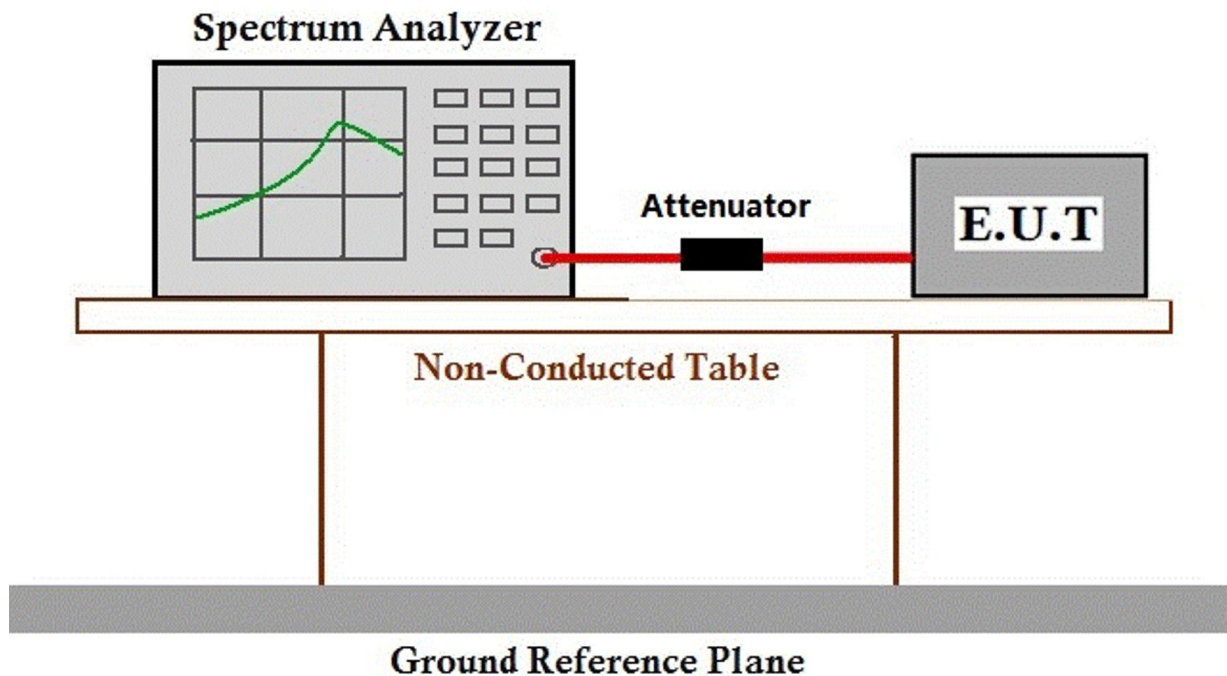 Spectrum Analyzer
Attenuator
E.U.T
Non-Conducted Table
Ground Reference Plane